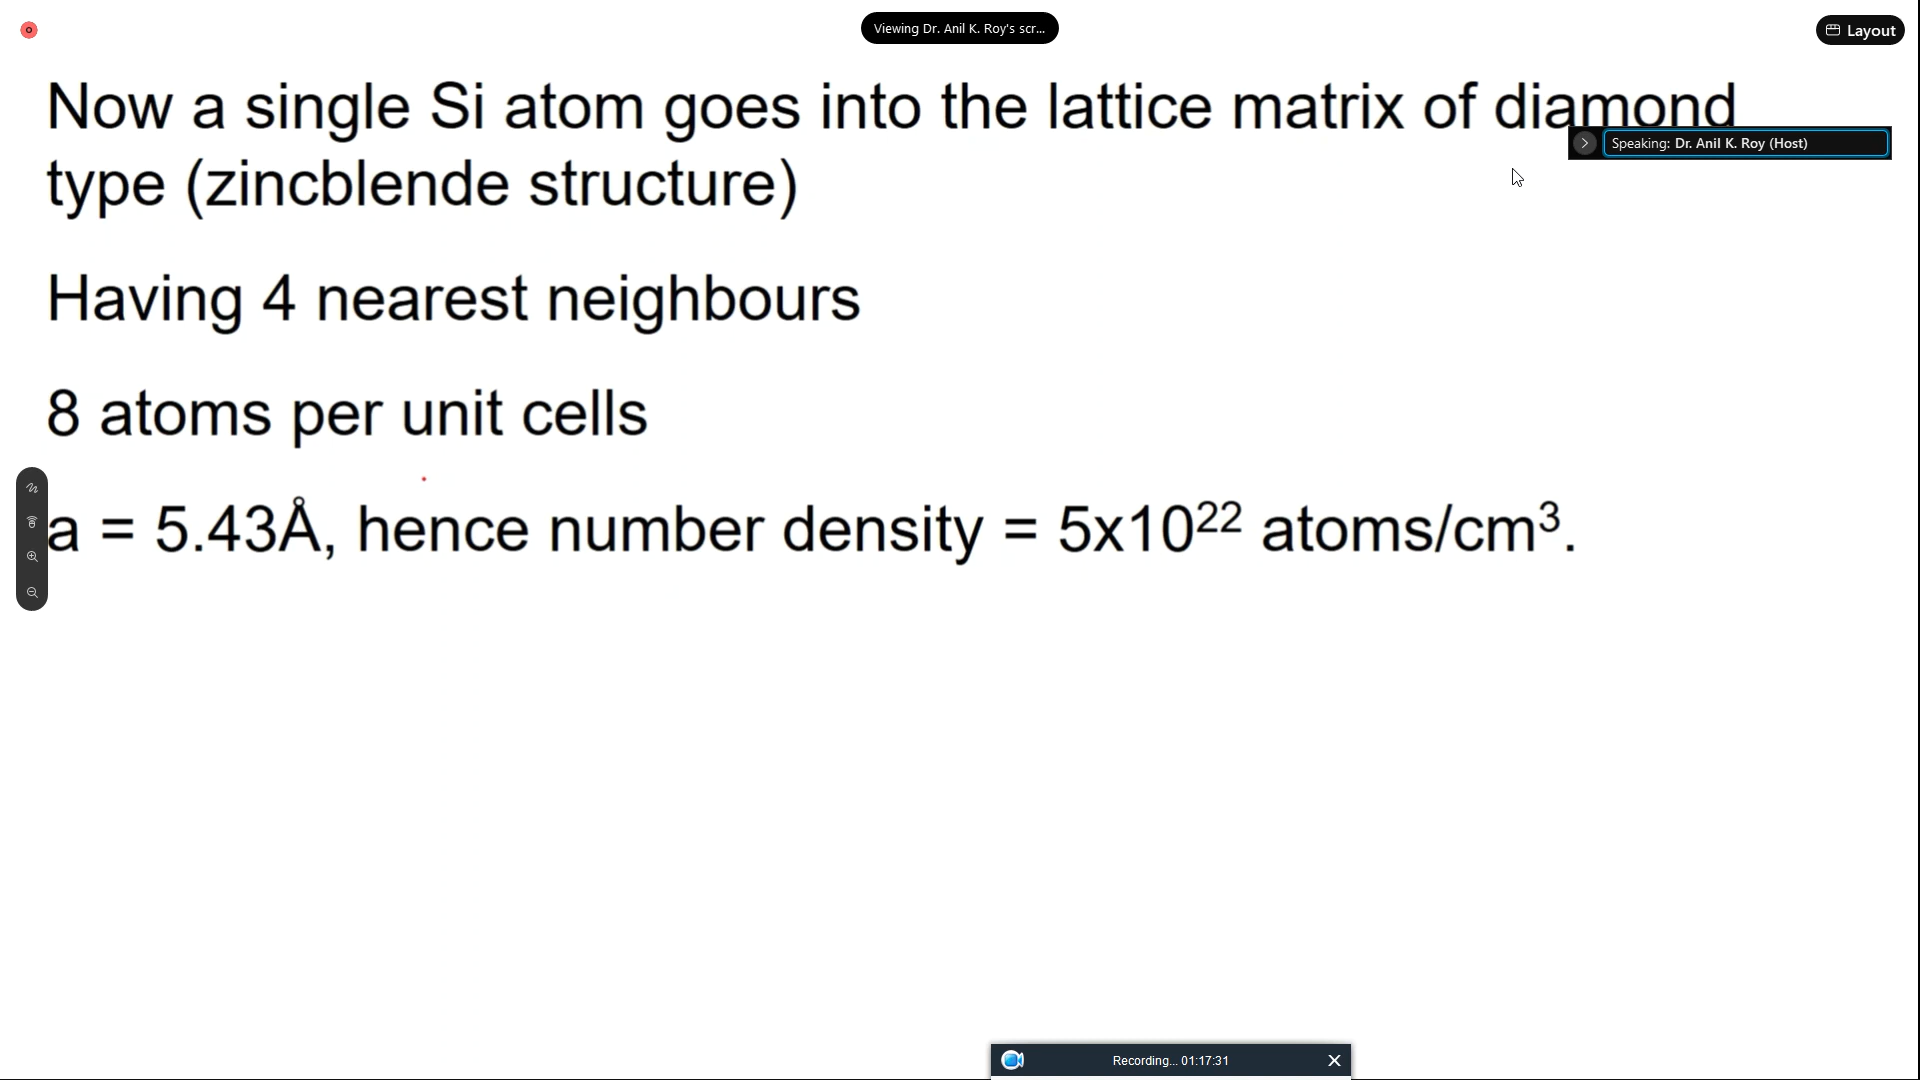 Viewing Dr. Anil K. Roy's scr...
Layout
Now a single Si atom goes into the lattice matrix of diamond
Speaking: Dr. Anil K. Roy (Host)
type (zincblende structure)
Having 4 nearest neighbours
8 atoms per unit cells
a = 5.43Å, hence number density = 5x10²² atoms/cm³.
Recording... 01:17:31